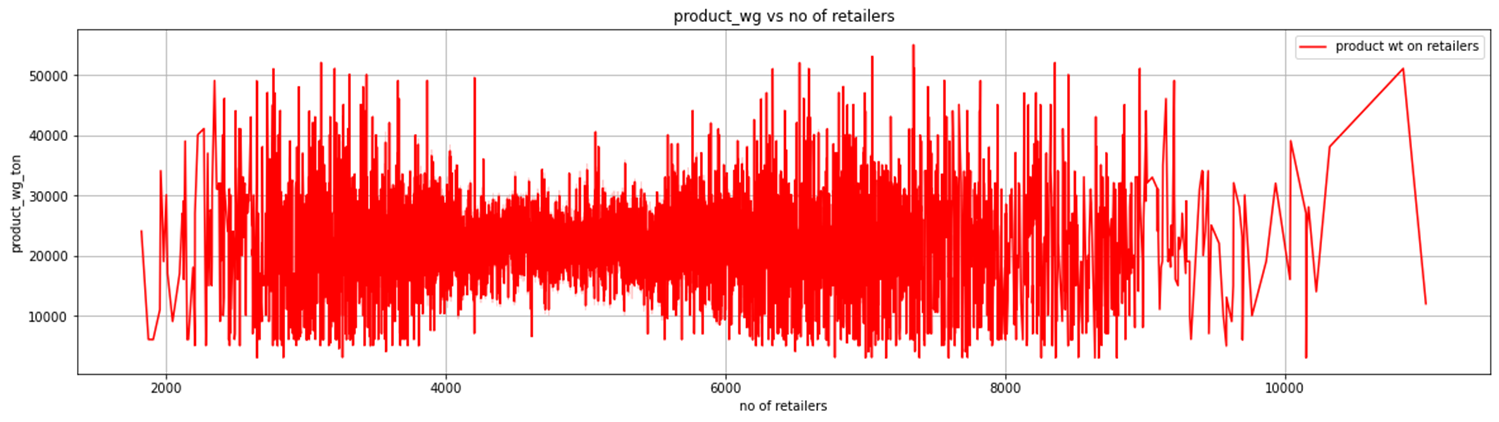 product_wg vs no of retailers
product wt on retailers
product_wg_ton
50000
40000
30000
20000
10000
2000 4000 6000 8000 10000
no of retailers